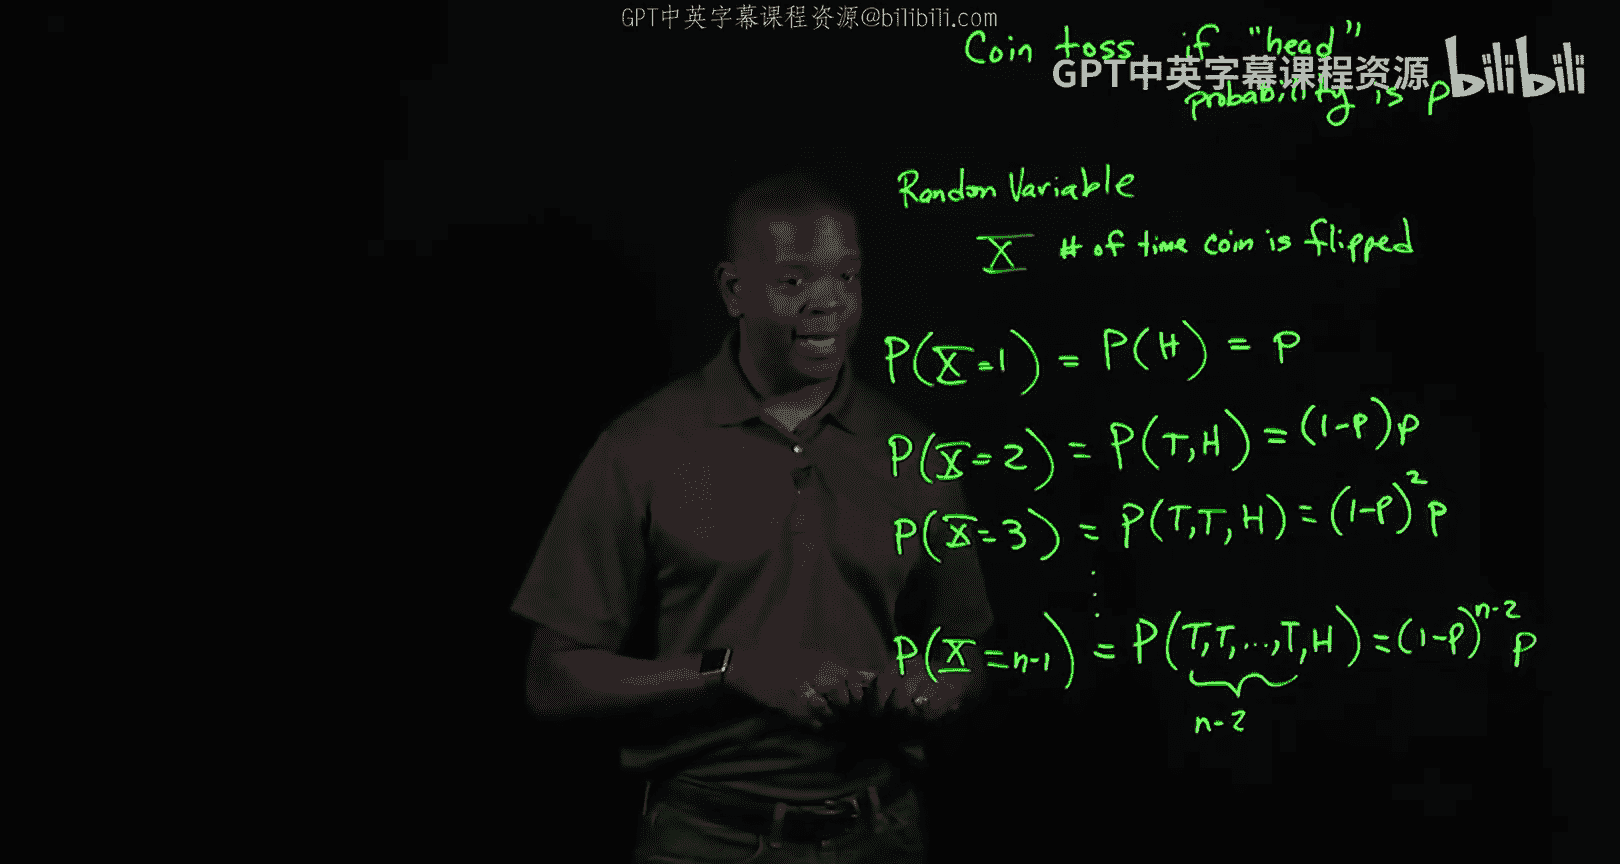 GPT中英字幕课程资源@bilibili.com
Coin toss if "head"
GPT中英字幕课程资源 bilibili
probability is p
Random Variable
X # of time coin is flipped
P(X=1) = P(H) = p
P(X=2) = P(T,H) = (1-p)p
P(X=3) = P(T,T,H) = (1-p)² p
⋮
P(X=n-1) = P(T,T,...,T,H) = (1-p)ⁿ⁻² p
n-2